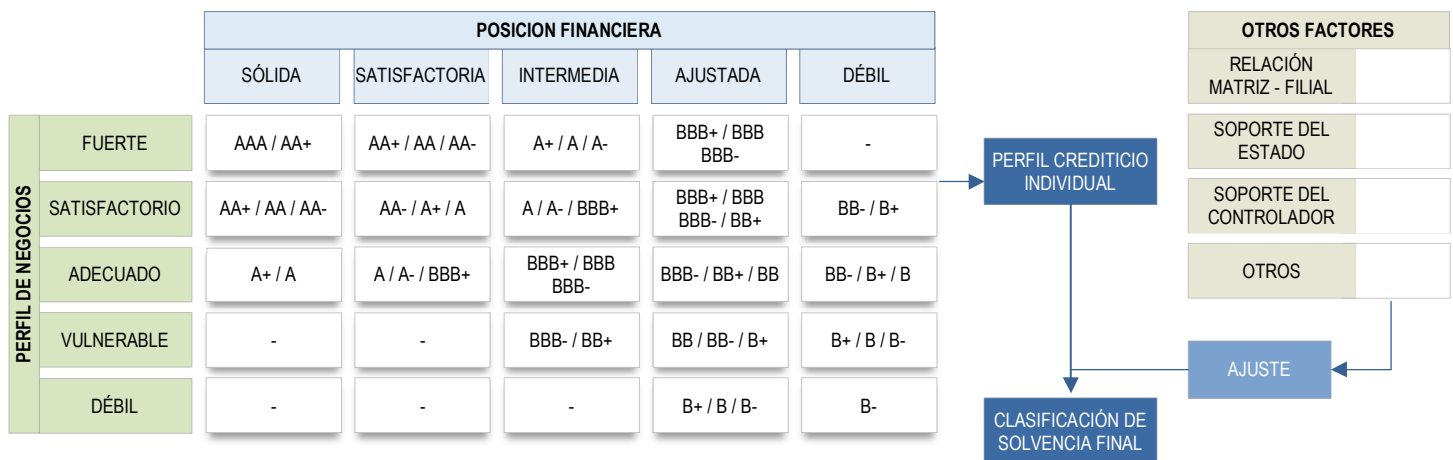 POSICION FINANCIERA
SÓLIDA
SATISFACTORIA
INTERMEDIA
AJUSTADA
DÉBIL
PERFIL DE NEGOCIOS
FUERTE
AAA / AA+
AA+ / AA / AA-
A+ / A / A-
BBB+ / BBB
BBB-
-
SATISFACTORIO
AA+ / AA / AA-
AA- / A+ / A
A / A- / BBB+
BBB+ / BBB
BBB- / BB+
BB- / B+
ADECUADO
A+ / A
A / A- / BBB+
BBB+ / BBB
BBB-
BBB- / BB+ / BB
BB- / B+ / B
VULNERABLE
-
-
BBB- / BB+
BB / BB- / B+
B+ / B / B-
DÉBIL
-
-
-
B+ / B / B-
B-
PERFIL CREDITICIO
INDIVIDUAL
CLASIFICACIÓN DE
SOLVENCIA FINAL
OTROS FACTORES
RELACIÓN
MATRIZ - FILIAL
SOPORTE DEL
ESTADO
SOPORTE DEL
CONTROLADOR
OTROS
AJUSTE